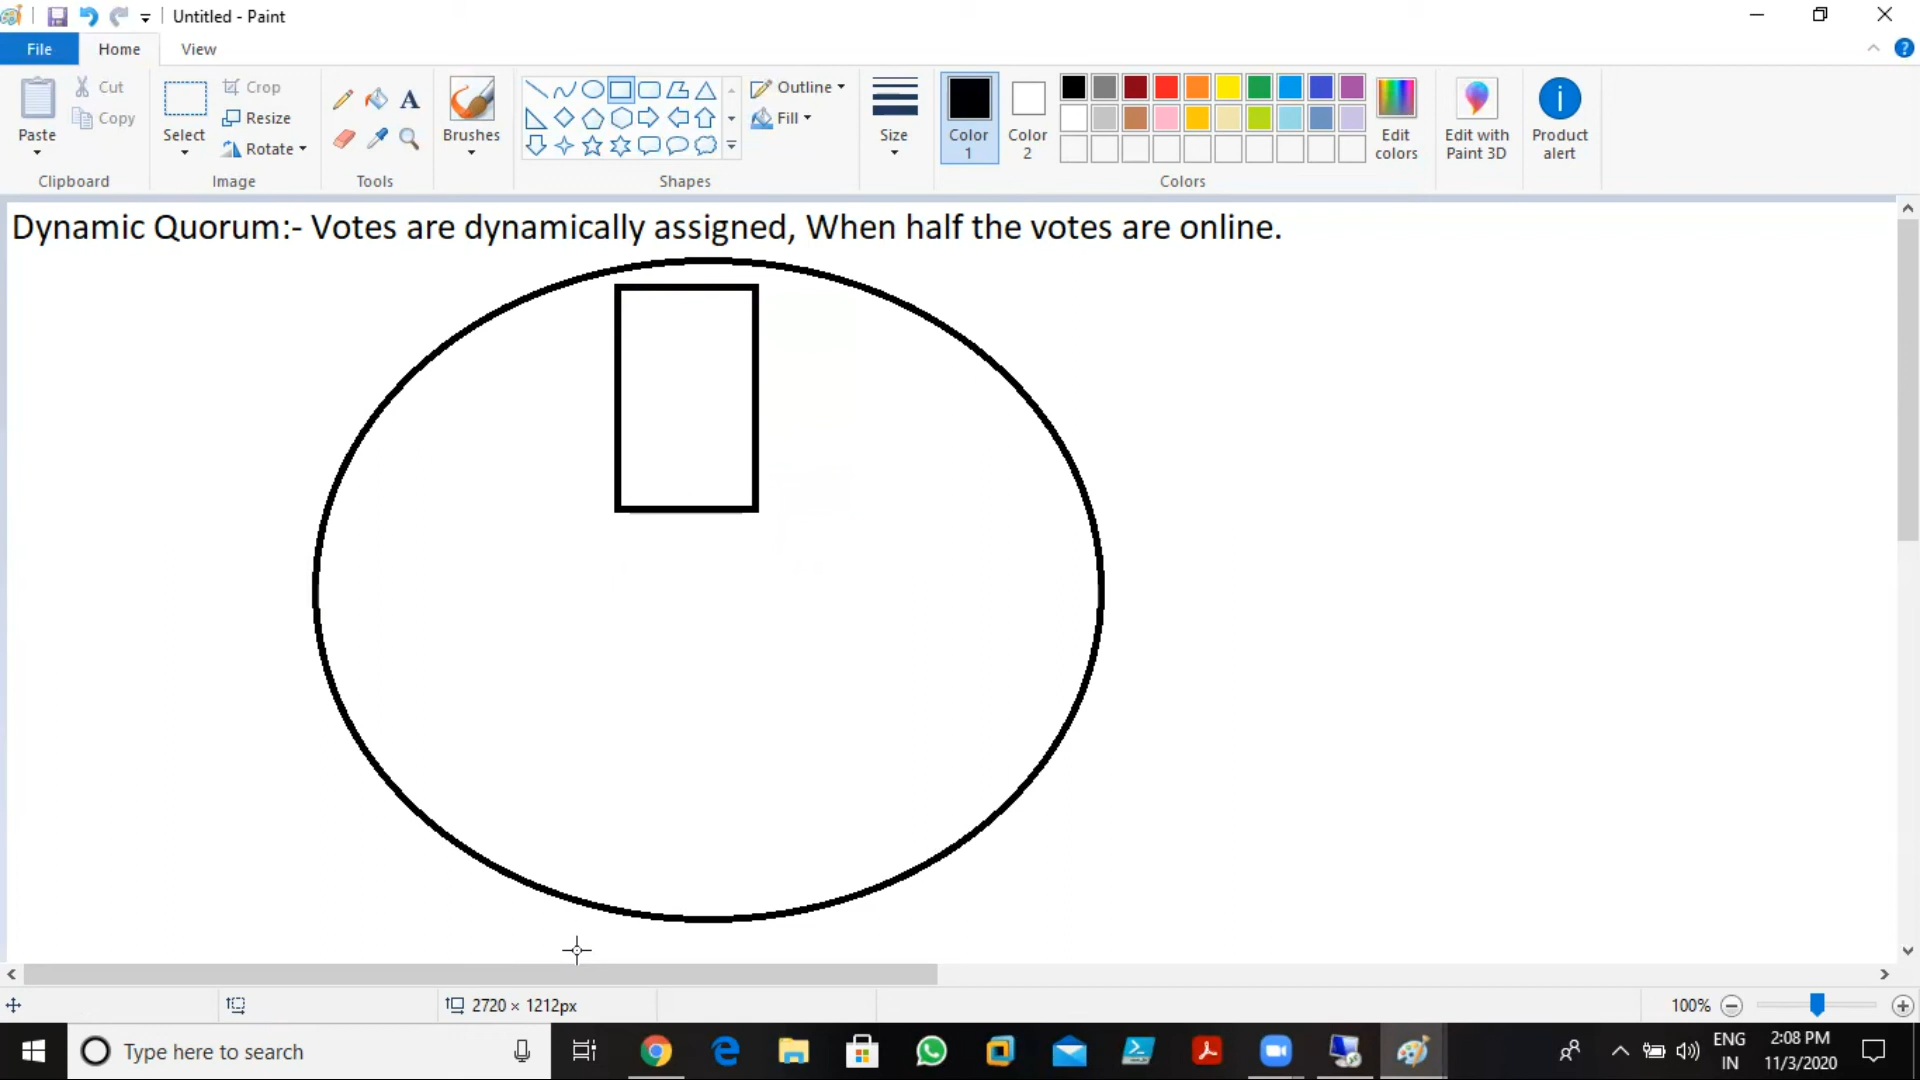 Untitled - Paint
File Home View
Paste Cut Copy Clipboard
Select Crop Resize Rotate Image
Tools
Brushes
Shapes
Outline Fill
Size
Color 1
Color 2
Edit colors
Colors
Edit with Paint 3D
Product alert
Dynamic Quorum:- Votes are dynamically assigned, When half the votes are online.
2720 × 1212px
100%
Type here to search
ENG IN
2:08 PM
11/3/2020